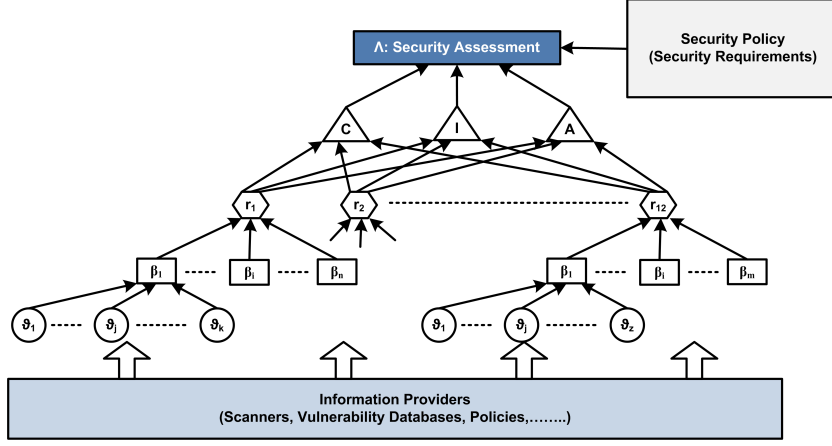 Λ: Security Assessment
Security Policy
(Security Requirements)
C
I
A
r1
r2
r12
β1
βi
βn
β1
βi
βm
ϑ1
ϑj
ϑk
ϑ1
ϑj
ϑz
Information Providers
(Scanners, Vulnerability Databases, Policies,........)